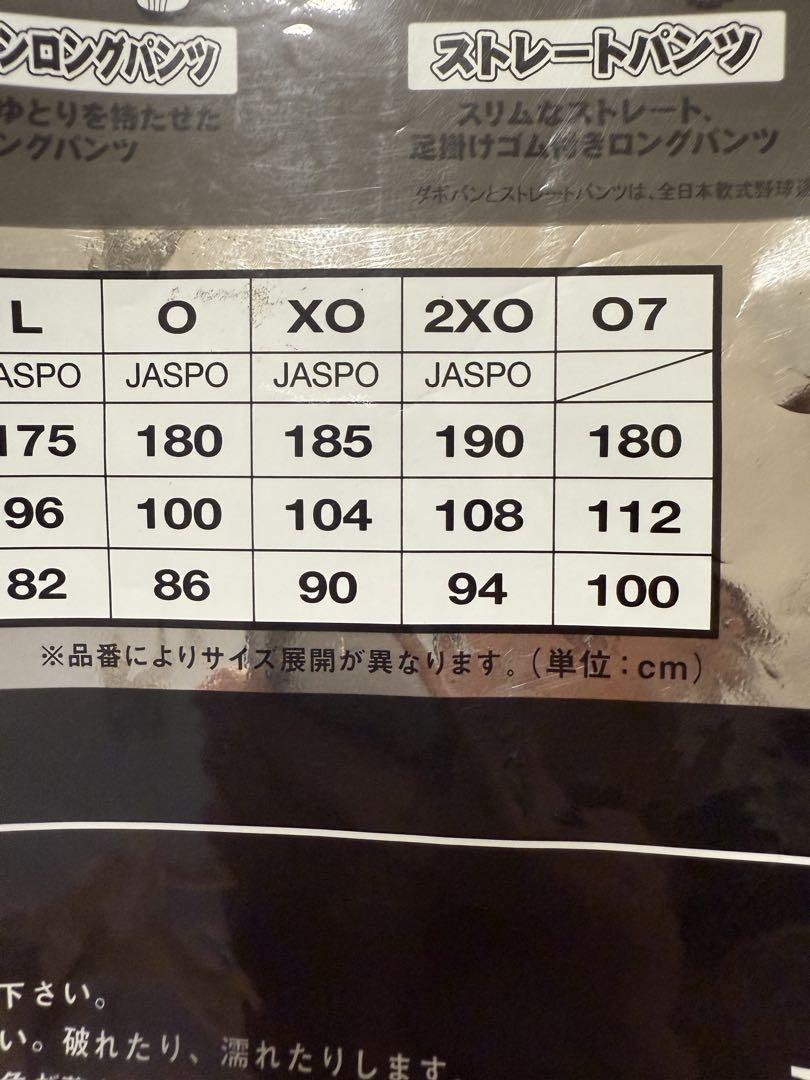 ンロングパンツ
ストレートパンツ
ゆとりを持たせた
ングパンツ
スリムなストレート、
足掛けゴム付きロングパンツ
ダボパンとストレートパンツは、全日本軟式野球連
L O XO 2XO O7
ASPO JASPO JASPO JASPO
175 180 185 190 180
96 100 104 108 112
82 86 90 94 100
※品番によりサイズ展開が異なります。(単位:cm)
下さい。
い。破れたり、濡れたりします